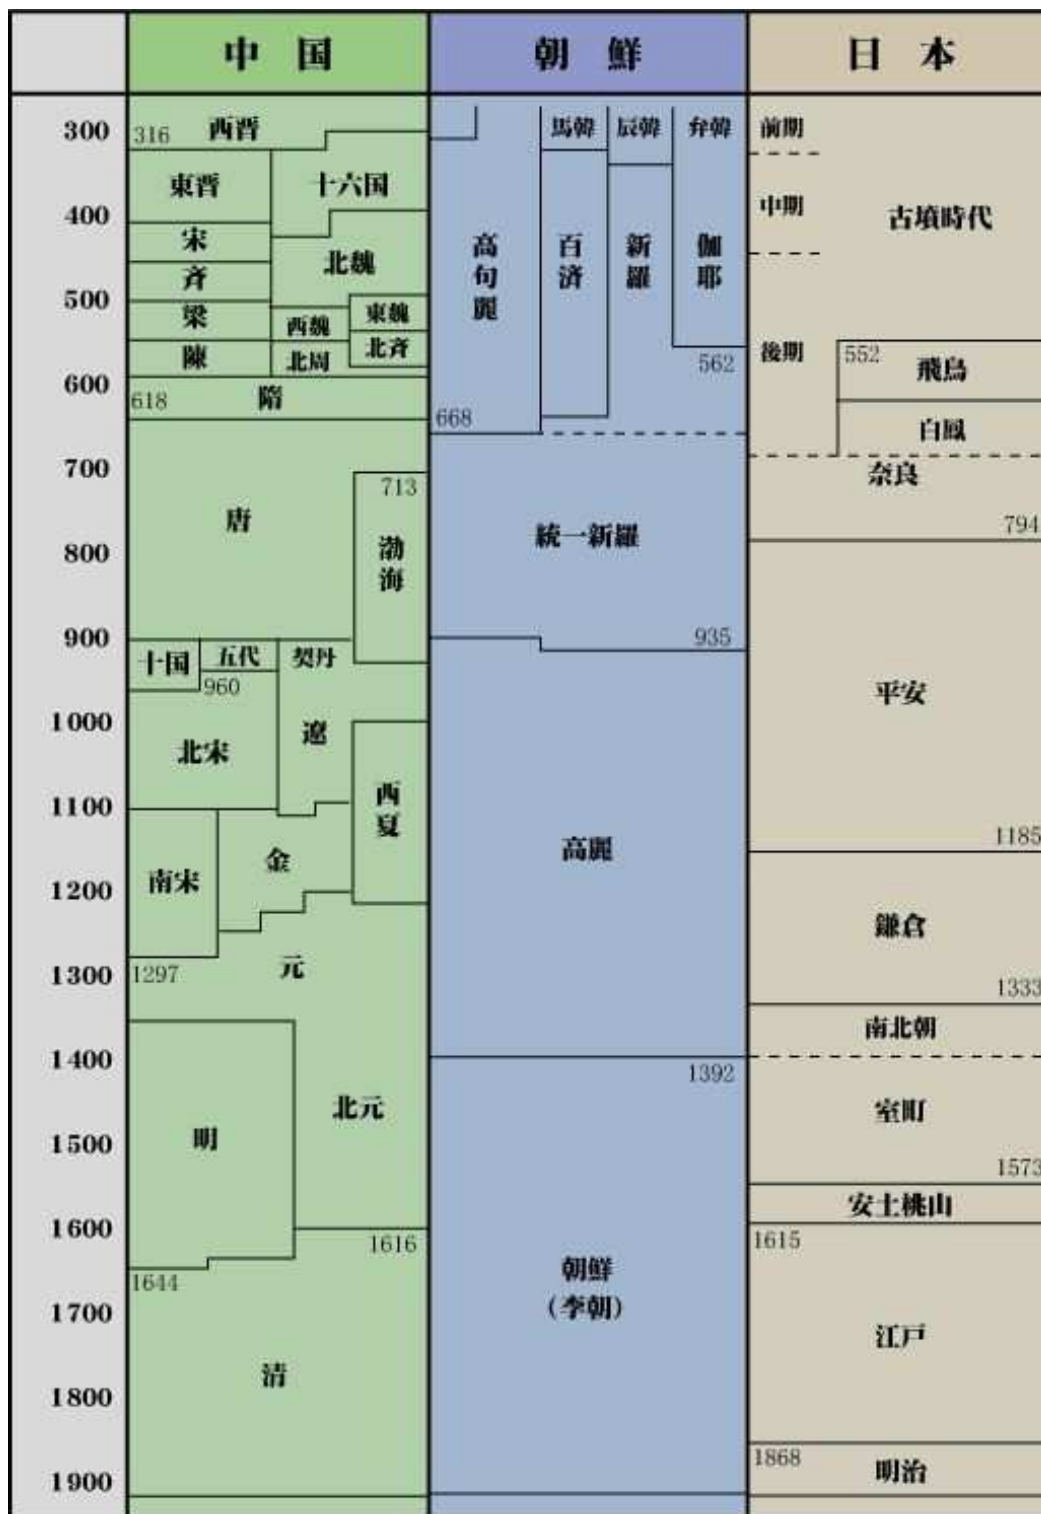 中国
朝鮮
日本
300
400
500
600
700
800
900
1000
1100
1200
1300
1400
1500
1600
1700
1800
1900
316
西晋
東晋
十六国
宋
北魏
斉
梁
西魏
東魏
陳
北周
北斉
618
隋
唐
713
渤
海
十国
五代
契丹
960
北宋
遼
西
夏
南宋
金
1297
元
明
北元
1616
1644
清
馬韓
辰韓
弁韓
高
句
麗
百
済
新
羅
伽
耶
562
668
統一新羅
935
高麗
1392
朝鮮
(李朝)
前期
中期
古墳時代
後期
552
飛鳥
白鳳
奈良
794
平安
1185
鎌倉
1333
南北朝
室町
1573
安土桃山
1615
江戸
1868
明治